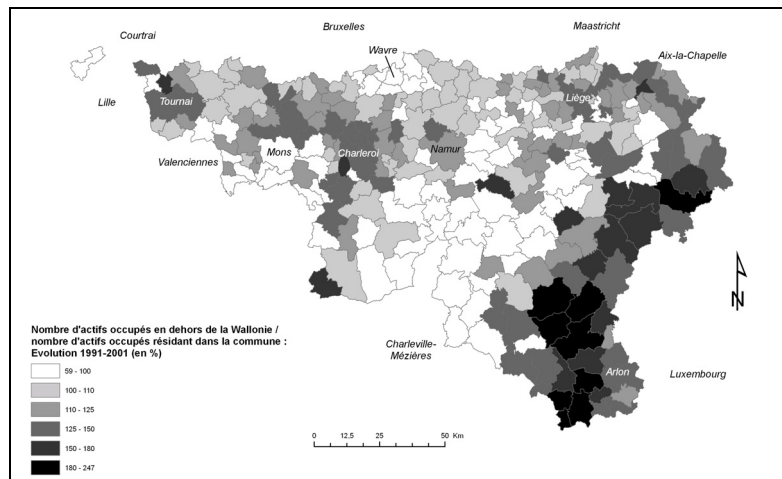 Bruxelles
Maastricht
Courtrai
Wavre
Aix-la-Chapelle
Lille
Tournai
Liège
Mons
Charleroi
Namur
Valenciennes
N
Nombre d'actifs occupés en dehors de la Wallonie /
nombre d'actifs occupés résidant dans la commune :
Evolution 1991-2001 (en %)
Charleville-
Mézières
Arlon
Luxembourg
59 - 100
100 - 110
110 - 125
125 - 150
150 - 180
180 - 247
0 12,5 25 50 Km